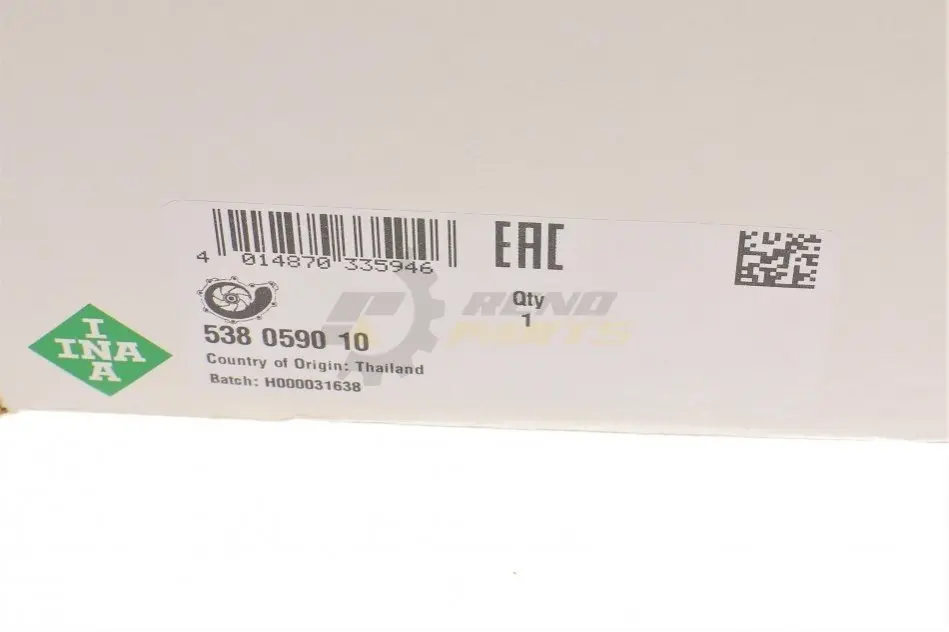 4 014870 335946
EAC
Qty
1
RENO
PARTS
538 0590 10
Country of Origin: Thailand
Batch: H000031638
I
INA
A